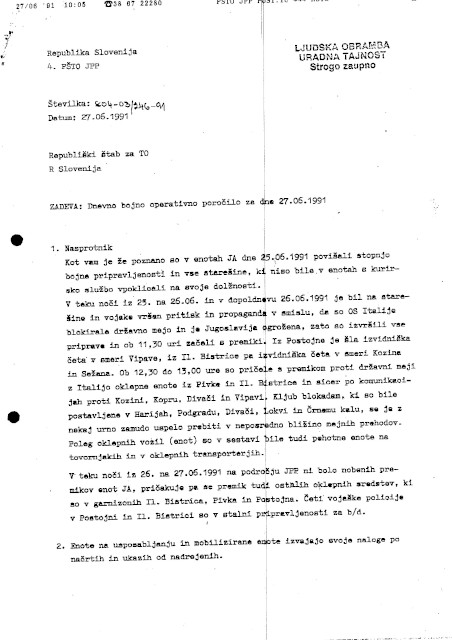 27/06 '91 10:05 ☎38 67 22280
Republika Slovenija
4. PŠTO JPP
LJUDSKA OBRAMBA
URADNA TAJNOST
Strogo zaupno
Številka: 804-03/246-91
Datum: 27.06.1991
Republiški štab za TO
R Slovenija
ZADEVA: Dnevno bojno operativno poročilo za dne 27.06.1991
1. Nasprotnik
Kot vam je že poznano so v enotah JA dne 25.06.1991 povišali stopnjo
bojne pripravljenosti in vse starešine, ki niso bile v enotah s kurir-
sko službo vpoklicali na svoje dolžnosti.
V teku noči iz 25. na 26.06. in v dopoldnevu 26.06.1991 je bil na stare-
šine in vojake vršen pritisk in propaganda v smislu, da so OS Italije
blokirale državno mejo in je Jugoslavija ogrožena, zato so izvršili vse
priprave in ob 11,30 uri začeli s premiki. Iz Postojne je šla izvidniška
četa v smeri Vipave, iz Il. Bistrice pa izvidniška četa v smeri Kozina
in Sežana. Ob 12,30 do 13,00 ure so pričele s premikom proti državni meji
z Italijo oklepne enote iz Pivke in Il. Bistrice in sicer po komunikaci-
jah proti Kozini, Kopru, Divači in Vipavi. Kljub blokadam, ki so bile
postavljene v Harijah, Podgradu, Divači, Lokvi in Črnemu kalu, se je z
nekaj urno zamudo uspelo prebiti v neposredno bližino mejnih prehodov.
Poleg oklepnih vozil (enot) so v sestavi bile tudi pehotne enote na
tovornjakih in v oklepnih transporterjih.
V teku noči iz 26. na 27.06.1991 na področju JPP ni bilo nobenih pre-
mikov enot JA, pričakuje pa se premik tudi ostalih oklepnih sredstev, ki
so v garnizonih Il. Bistrica, Pivka in Postojna. Četi vojaške policije
v Postojni in Il. Bistrici so v stalni pripravljenosti za b/d.
2. Enote na usposabljanju in mobilizirane enote izvajajo svoje naloge po
načrtih in ukazih od nadrejenih.